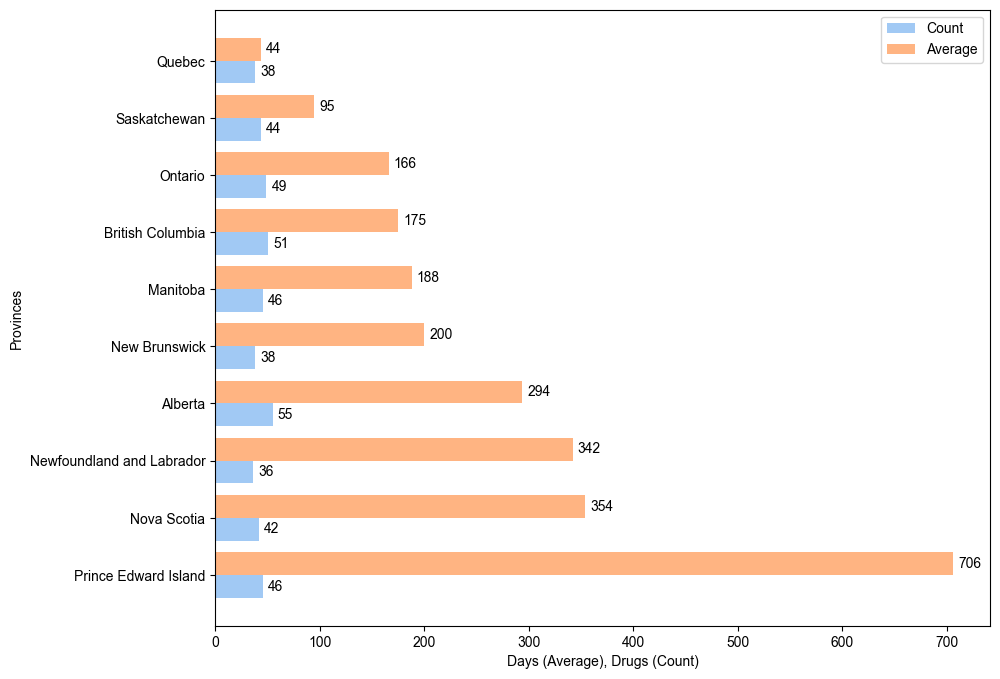 Count
Average
Provinces
Quebec
44
38
Saskatchewan
95
44
Ontario
166
49
British Columbia
175
51
Manitoba
188
46
New Brunswick
200
38
Alberta
294
55
Newfoundland and Labrador
342
36
Nova Scotia
354
42
Prince Edward Island
706
46
0 100 200 300 400 500 600 700
Days (Average), Drugs (Count)